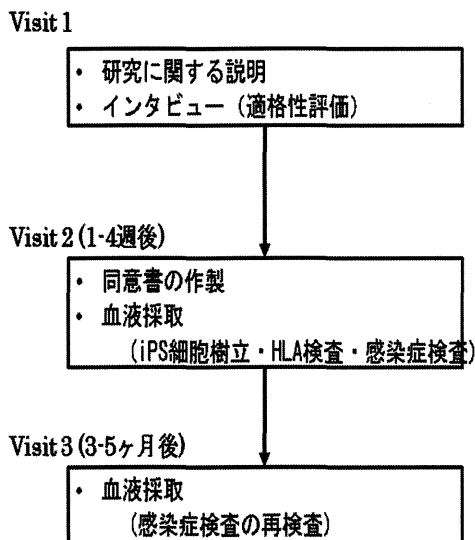 Visit 1
・ 研究に関する説明
・ インタビュー（適格性評価）
Visit 2 (1-4週後)
・ 同意書の作製
・ 血液採取
（iPS細胞樹立・HLA検査・感染症検査）
Visit 3 (3-5ヶ月後)
・ 血液採取
（感染症検査の再検査）